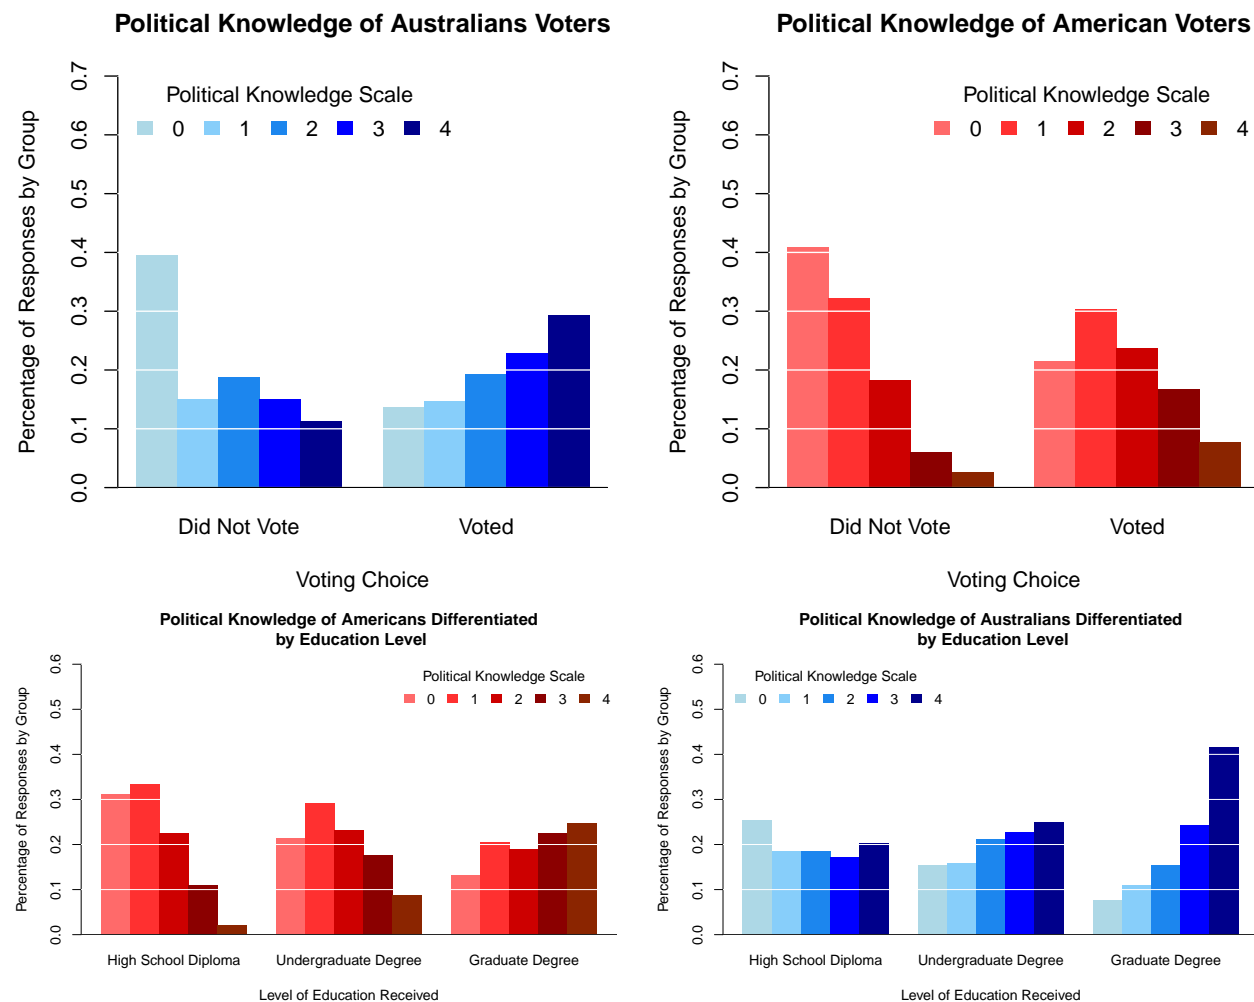 Political Knowledge of Australians Voters
Political Knowledge Scale
0 1 2 3 4
Percentage of Responses by Group
0.0 0.1 0.2 0.3 0.4 0.5 0.6 0.7
Did Not Vote Voted
Voting Choice
Political Knowledge of American Voters
Political Knowledge Scale
0 1 2 3 4
Percentage of Responses by Group
0.0 0.1 0.2 0.3 0.4 0.5 0.6 0.7
Did Not Vote Voted
Voting Choice
Political Knowledge of Americans Differentiated
by Education Level
Political Knowledge Scale
0 1 2 3 4
Percentage of Responses by Group
0.0 0.1 0.2 0.3 0.4 0.5 0.6
High School Diploma Undergraduate Degree Graduate Degree
Level of Education Received
Political Knowledge of Australians Differentiated
by Education Level
Political Knowledge Scale
0 1 2 3 4
Percentage of Responses by Group
0.0 0.1 0.2 0.3 0.4 0.5 0.6
High School Diploma Undergraduate Degree Graduate Degree
Level of Education Received